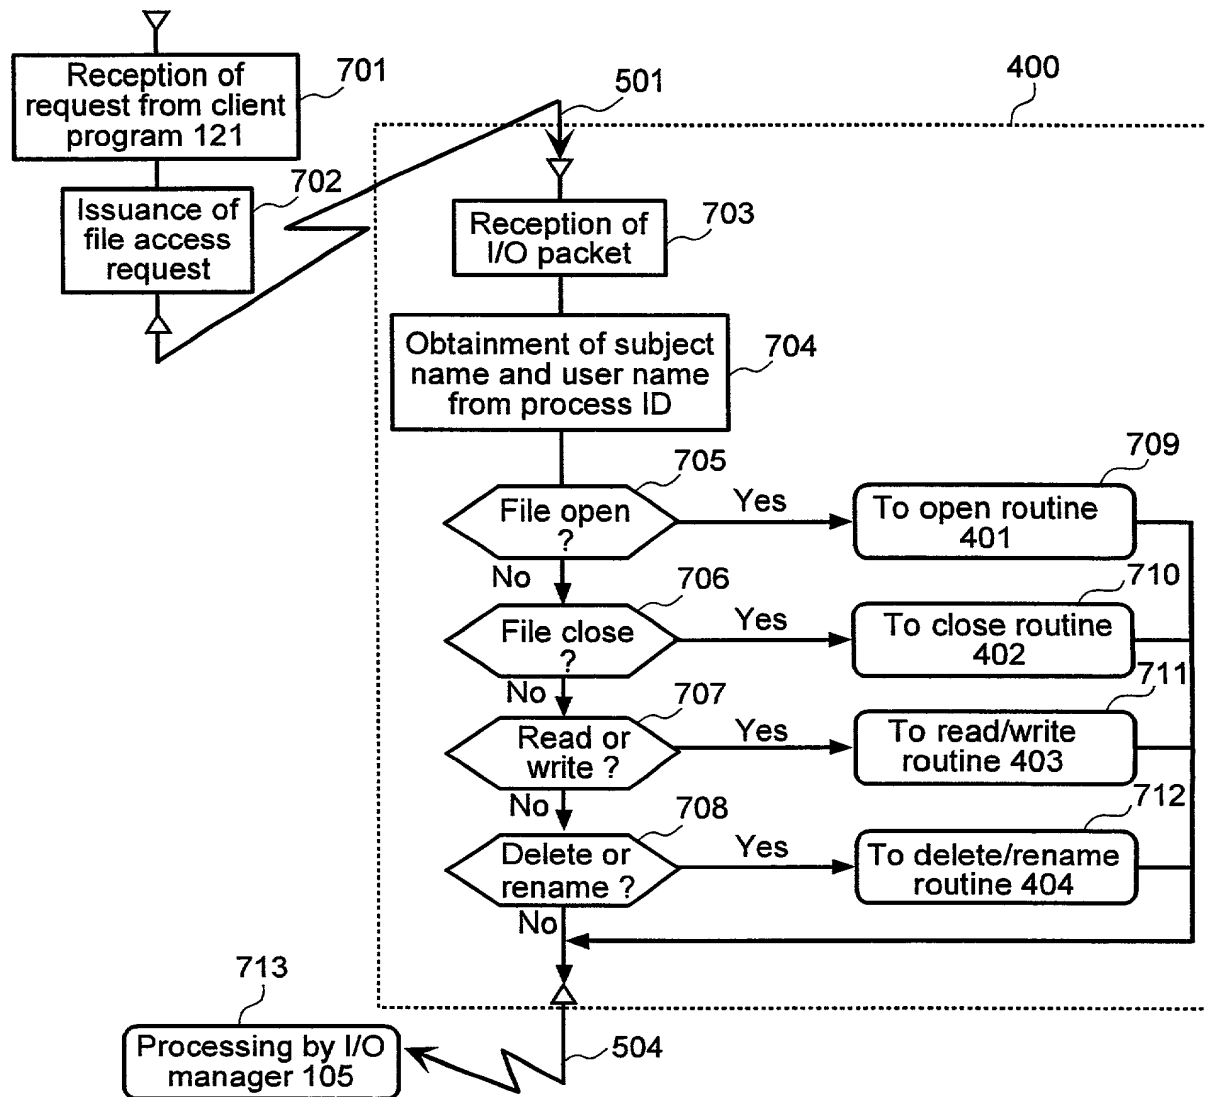 701
Reception of
request from client
program 121
702
Issuance of
file access
request
501
400
703
Reception of
I/O packet
704
Obtainment of subject
name and user name
from process ID
705
File open
?
Yes
709
To open routine
401
No
706
File close
?
Yes
710
To close routine
402
No
707
Read or
write ?
Yes
711
To read/write
routine 403
No
708
Delete or
rename ?
Yes
712
To delete/rename
routine 404
No
713
Processing by I/O
manager 105
504